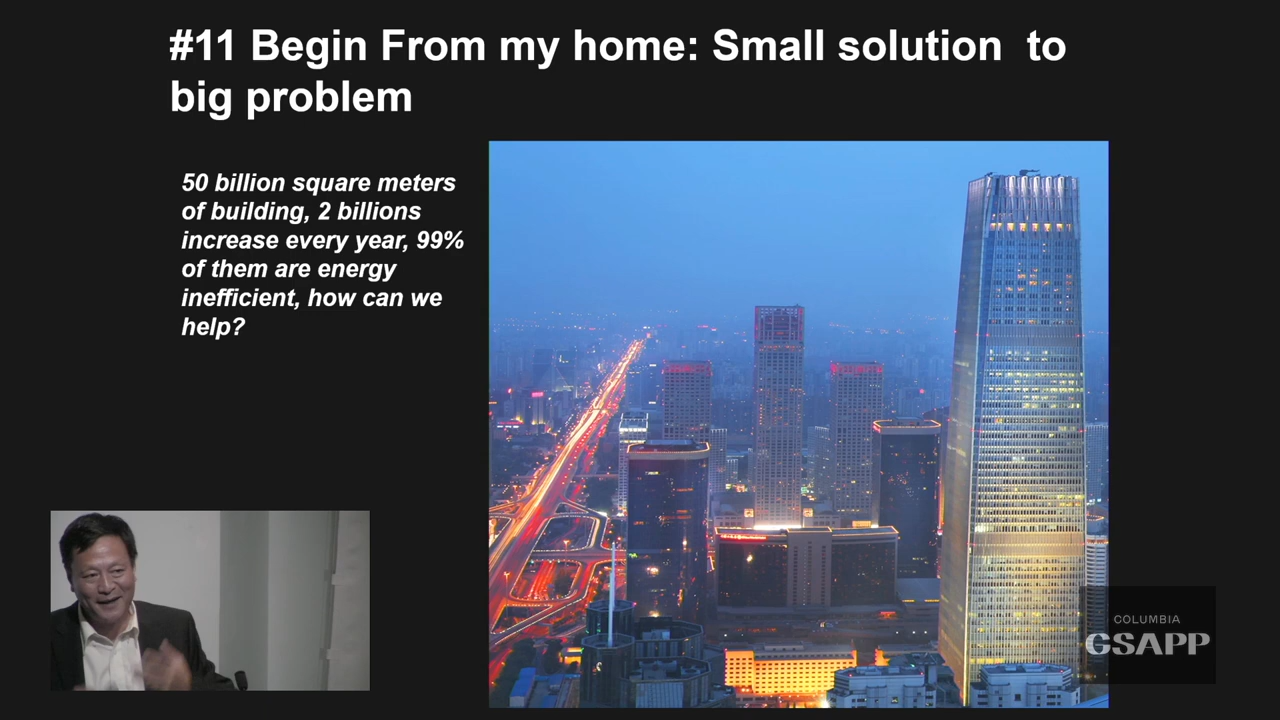 #11 Begin From my home: Small solution  to
big problem
50 billion square meters
of building, 2 billions
increase every year, 99%
of them are energy
inefficient, how can we
help?
COLUMBIA
GSAPP